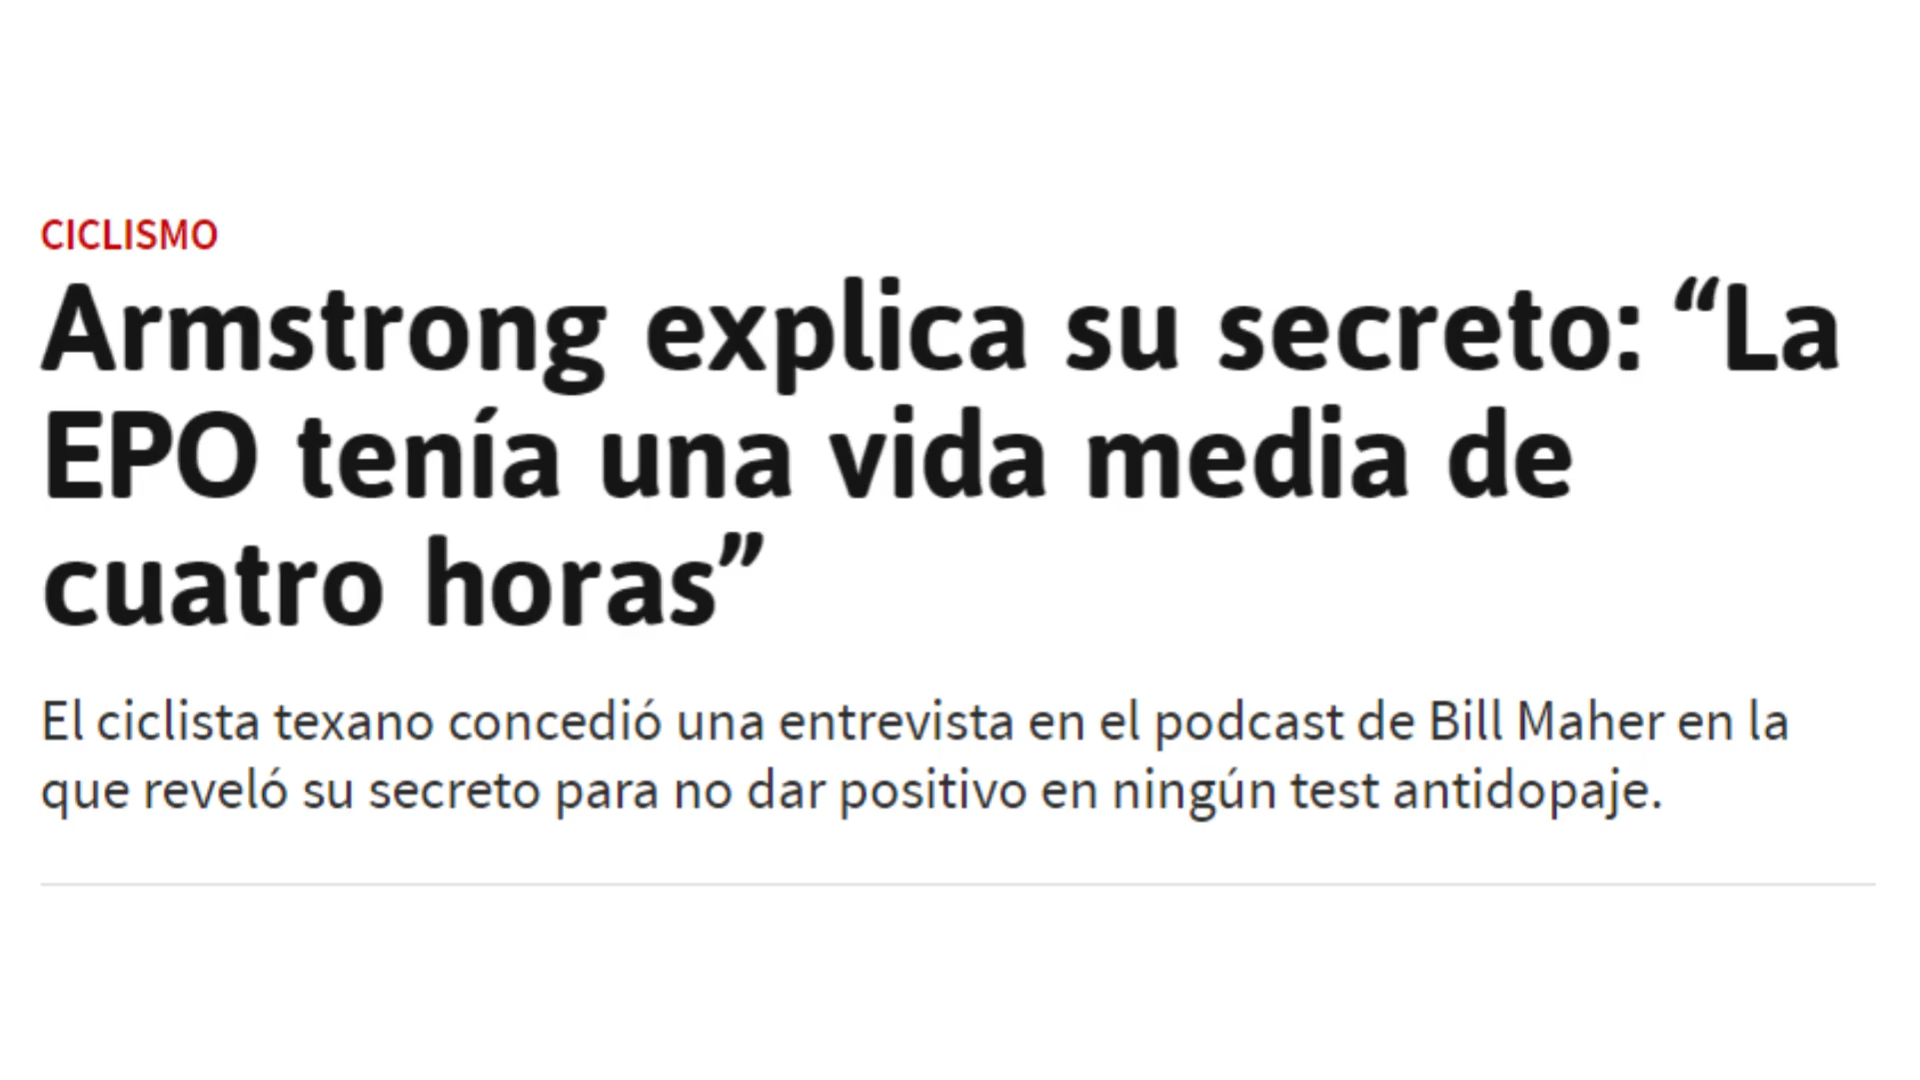 CICLISMO
Armstrong explica su secreto: “La
EPO tenía una vida media de
cuatro horas”
El ciclista texano concedió una entrevista en el podcast de Bill Maher en la
que reveló su secreto para no dar positivo en ningún test antidopaje.